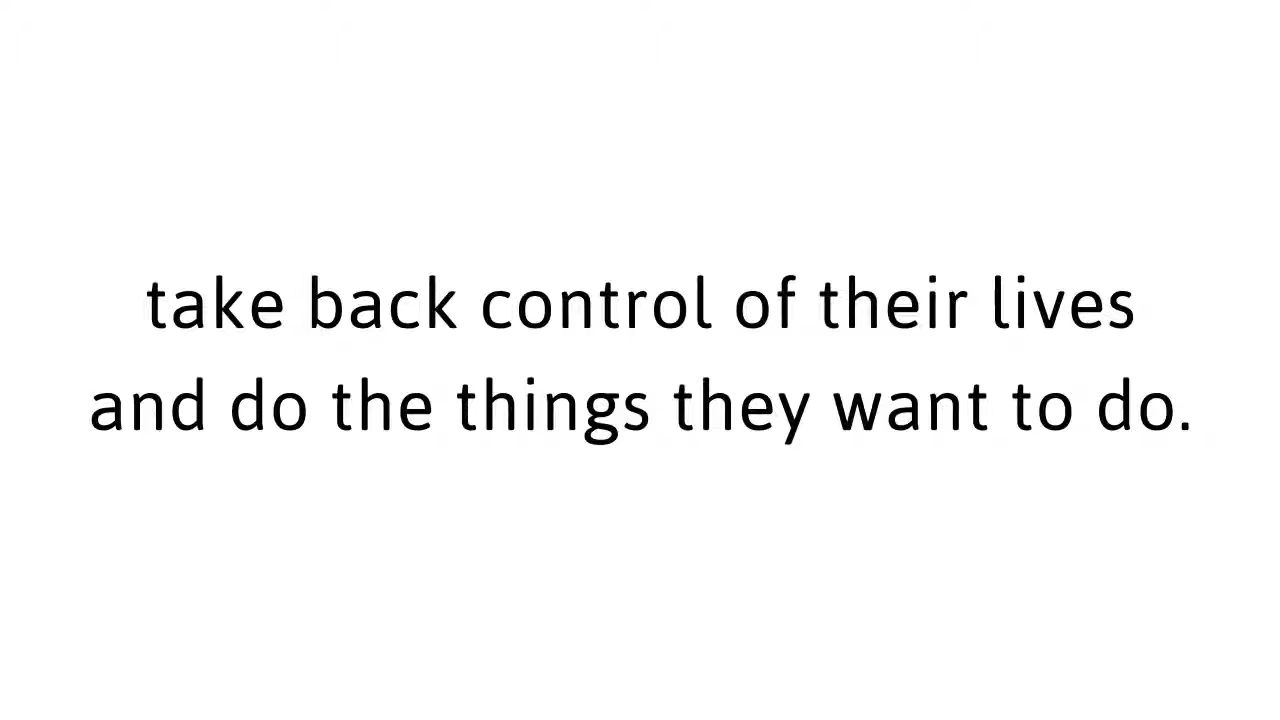 take back control of their lives
and do the things they want to do.